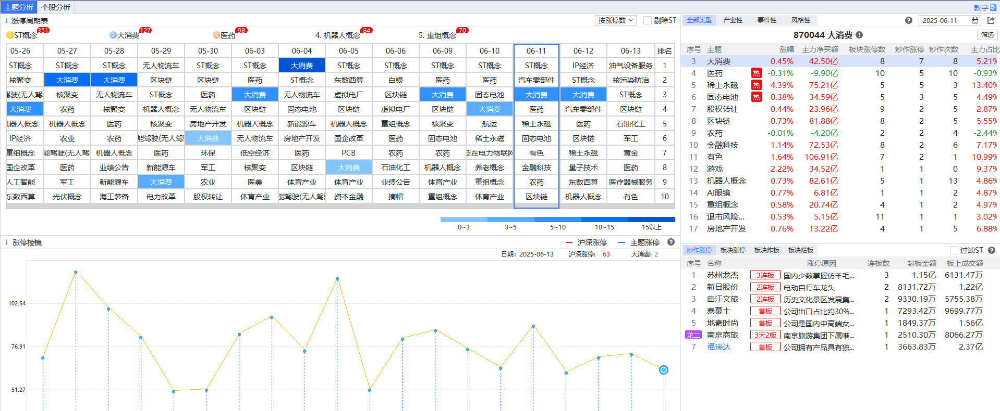 主题分析 个股分析 教学
涨停周期表 按涨停数 剔除ST
1 ST概念 351 2 大消费 127 3 医药 98 4. 机器人概念 84 5. 重组概念 70
05-26 05-27 05-28 05-29 05-30 06-03 06-04 06-05 06-06 06-09 06-10 06-11 06-12 06-13 排名
ST概念 ST概念 ST概念 无人物流车 ST概念 ST概念 大消费 ST概念 ST概念 ST概念 ST概念 ST概念 IP经济 油气设备服务 1
核聚变 大消费 大消费 区块链 区块链 医药 ST概念 东数西算 白银 医药 医药 汽车零部件 ST概念 核污染防治 2
驾驶(无人驾 核聚变 无人物流车 ST概念 医药 大消费 无人物流车 虚拟电厂 区块链 大消费 固态电池 大消费 大消费 ST概念 3
大消费 农药 核聚变 机器人概念 无人物流车 区块链 固态电池 区块链 虚拟电厂 区块链 大消费 医药 汽车零部件 区块链 4
机器人概念 机器人概念 医药 核聚变 房地产开发 机器人概念 新能源车 机器人概念 重组概念 核聚变 航运 稀土永磁 医药 石油化工 5
IP经济 农业 农药 能驾驶(无人驾 大消费 无人物流车 房地产开发 国企改革 医药 固态电池 稀土永磁 固态电池 区块链 军工 6
重组概念 能驾驶(无人驾 机器人概念 医药 环保 低空经济 医药 PCB 农药 农药 泛在电力物联网 有色 稀土永磁 黄金 7
国企改革 医药 业绩公告 新能源车 军工 核聚变 区块链 大消费 石油化工 机器人概念 养老概念 金融科技 量子技术 医药 8
人工智能 军工 新能源车 大消费 农业 医美 体育产业 体育产业 业绩公告 体育产业 重组概念 农药 东数西算 医疗器械服务 9
东数西算 光伏概念 海工装备 电力改革 股权转让 体育产业 能驾驶(无人驾 资本金融 摘帽 重组概念 体育产业 区块链 机器人概念 有色 10
0~3 3~5 5~10 10~15 15以上
涨停棱镜 沪深涨停 主题涨停
日期: 2025-06-13 沪深涨停: 63 大消费: 2
102.54
76.91
51.27
全部类型 产业性 事件性 风格性 2025-06-11
870044 大消费 筛选
序号 主题 涨幅 主力净买额 板块涨停数 炒作涨停 炒作次数 主力占比
3 大消费 0.45% 42.50亿 8 7 8 5.21%
4 医药 热 -0.31% -9.90亿 10 5 10 -0.93%
5 稀土永磁 热 4.39% 75.21亿 5 5 3 13.40%
6 固态电池 热 0.38% 34.59亿 5 3 5 4.49%
7 股权转让 0.44% 23.96亿 9 2 5 2.87%
8 区块链 0.73% 81.88亿 8 2 5 5.55%
9 农药 -0.01% -4.20亿 2 2 4 -2.44%
10 金融科技 1.14% 72.53亿 8 2 6 7.17%
11 有色 1.64% 106.91亿 7 2 1 10.99%
12 游戏 2.22% 34.52亿 1 1 0 9.37%
13 机器人概念 0.73% 82.61亿 5 1 13 4.86%
14 AI眼镜 0.77% 6.81亿 1 1 2 4.87%
15 重组概念 0.58% 20.74亿 4 1 2 4.97%
16 退市风险... 0.53% 5.15亿 11 1 1 3.02%
17 房地产开发 0.76% 13.22亿 4 1 5 6.88%
炒作涨停 板块涨停 板块炸板 板块烂板 过滤ST
序号 名称 涨停原因 连板数 封板金额 板上成交额
1 苏州龙杰 3连板 国内少数掌握仿羊毛... 3 1.15亿 6131.47万
2 新日股份 2连板 电动自行车龙头 2 8131.72万 1.22亿
3 曲江文旅 2连板 历史文化景区发展集... 2 9330.19万 5755.38万
4 泰慕士 首板 公司出口占比约30%... 1 7293.42万 9699.77万
5 地素时尚 首板 公司是国内中高端女... 1 1849.37万 1.56亿
龙二 南京商旅 3天2板 南京旅游集团下属唯... 1 2510.30万 8066.27万
7 福瑞达 首板 公司拥有产品具有独... 1 3663.83万 2.37亿